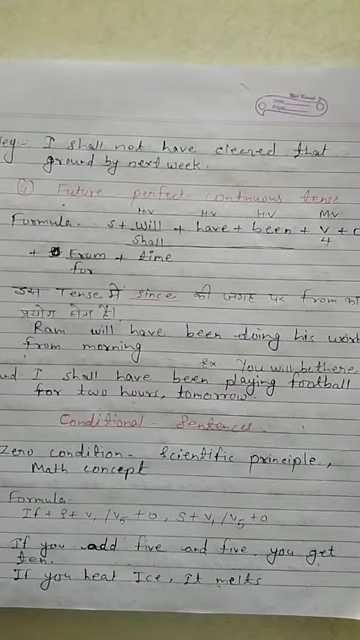 ey- I shall not have cleared that
ground by next week.
(4) Future perfect continuous tense
HV HV HV MV
Formula- S + will + have + been + V + O
shall 4
+ From + time
for
इस Tense में Since की जगह पर From का
प्रयोग होता है।
Ram will have been doing his work
from morning
ex You will be there
and I shall have been playing football
for two hours, tomorrow.
Conditional Sentences
Zero condition- Scientific principle,
Math concept
Formula-
If + S + V1/V5 + O, S + V1/V5 + O
If you add five and five, you get
ten.
If you heat Ice, It melts